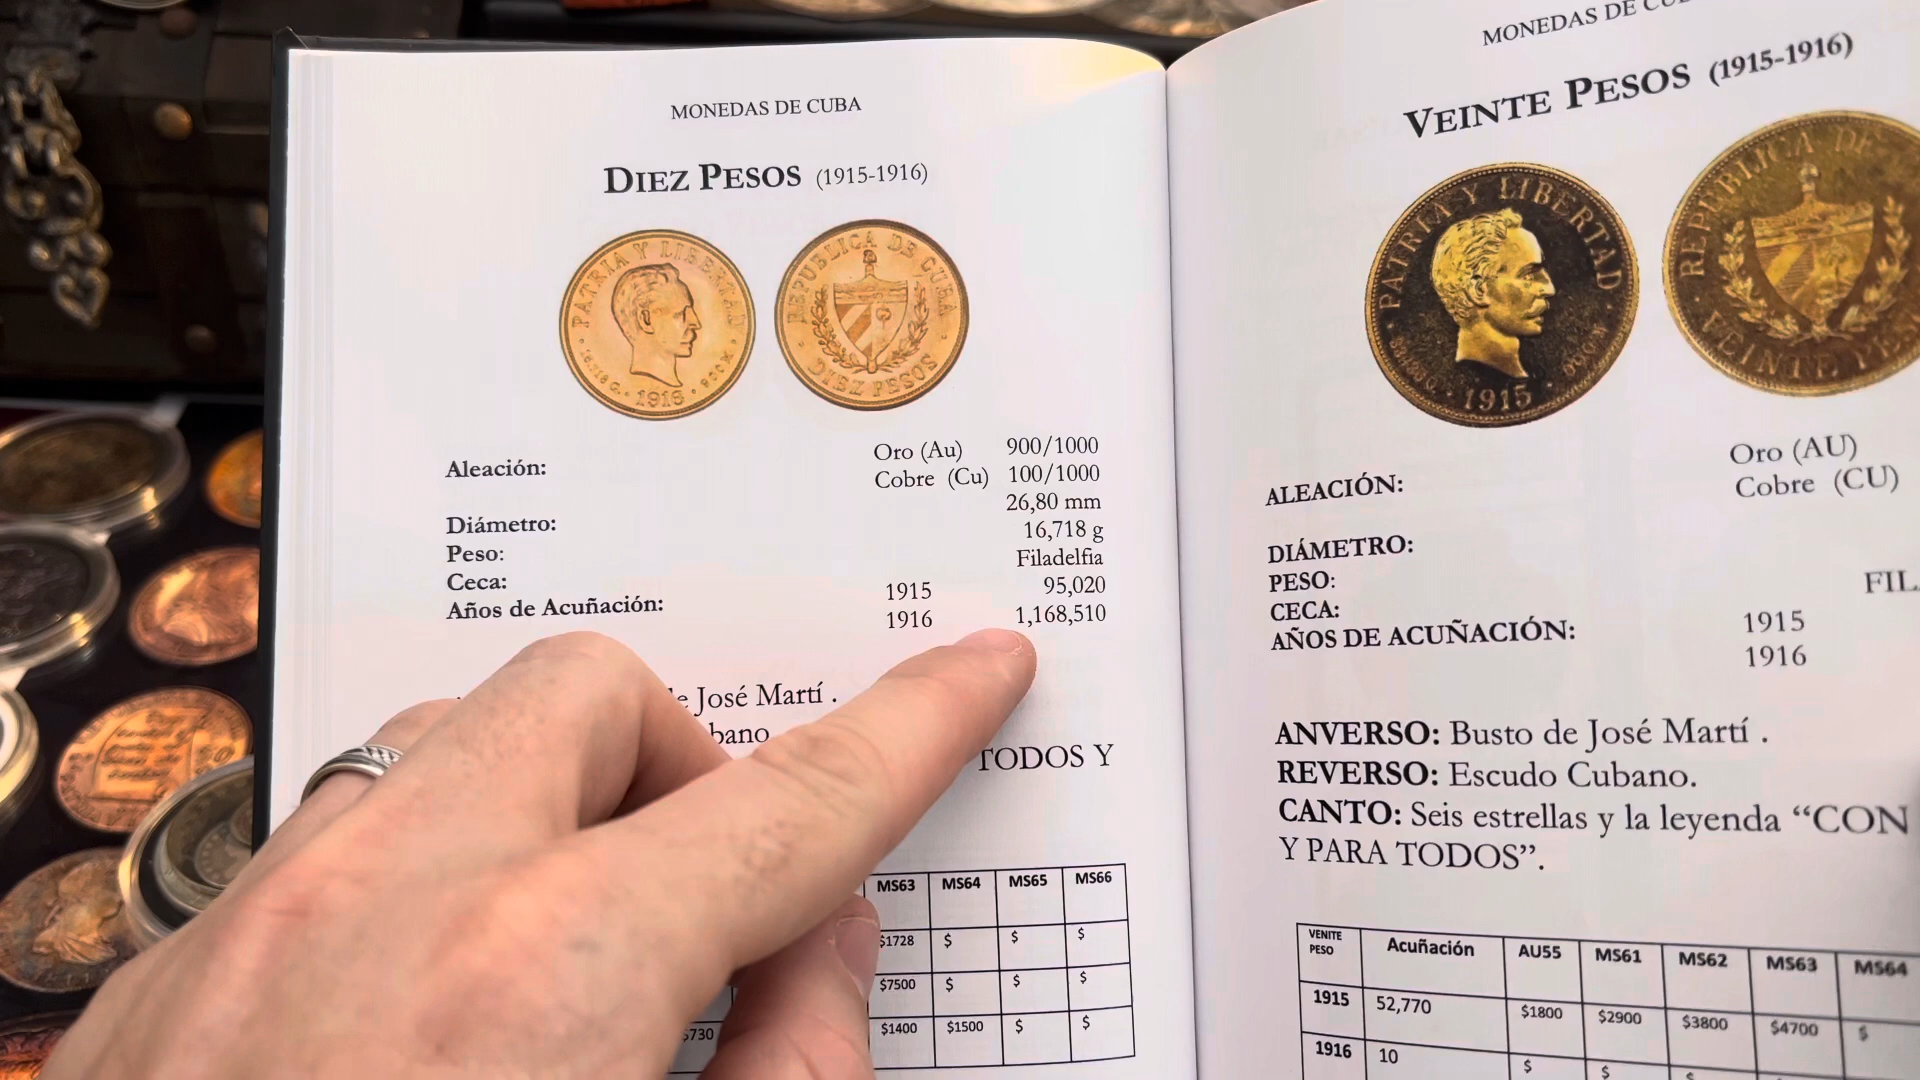 MONEDAS DE CUBA
DIEZ PESOS (1915-1916)
PATRIA Y LIBERTAD
1916
REPUBLICA DE CUBA
DIEZ PESOS
Aleación: Oro (Au) 900/1000
Cobre (Cu) 100/1000
Diámetro: 26,80 mm
Peso: 16,718 g
Ceca: Filadelfia
Años de Acuñación: 1915 95,020
1916 1,168,510
José Martí .
TODOS Y
MS63 MS64 MS65 MS66
$1728 $ $ $
$7500 $ $ $
$730 $1400 $1500 $ $
MONEDAS DE
VEINTE PESOS (1915-1916)
PATRIA Y LIBERTAD
1915
REPUBLICA DE
VEINTE
ALEACIÓN: Oro (AU)
Cobre (CU)
DIÁMETRO:
PESO:
CECA:
AÑOS DE ACUÑACIÓN: 1915
1916
ANVERSO: Busto de José Martí .
REVERSO: Escudo Cubano.
CANTO: Seis estrellas y la leyenda “CON
Y PARA TODOS”.
VENITE PESO Acuñación AU55 MS61 MS62 MS63 MS64
1915 52,770 $1800 $2900 $3800 $4700 $
1916 10 $ $